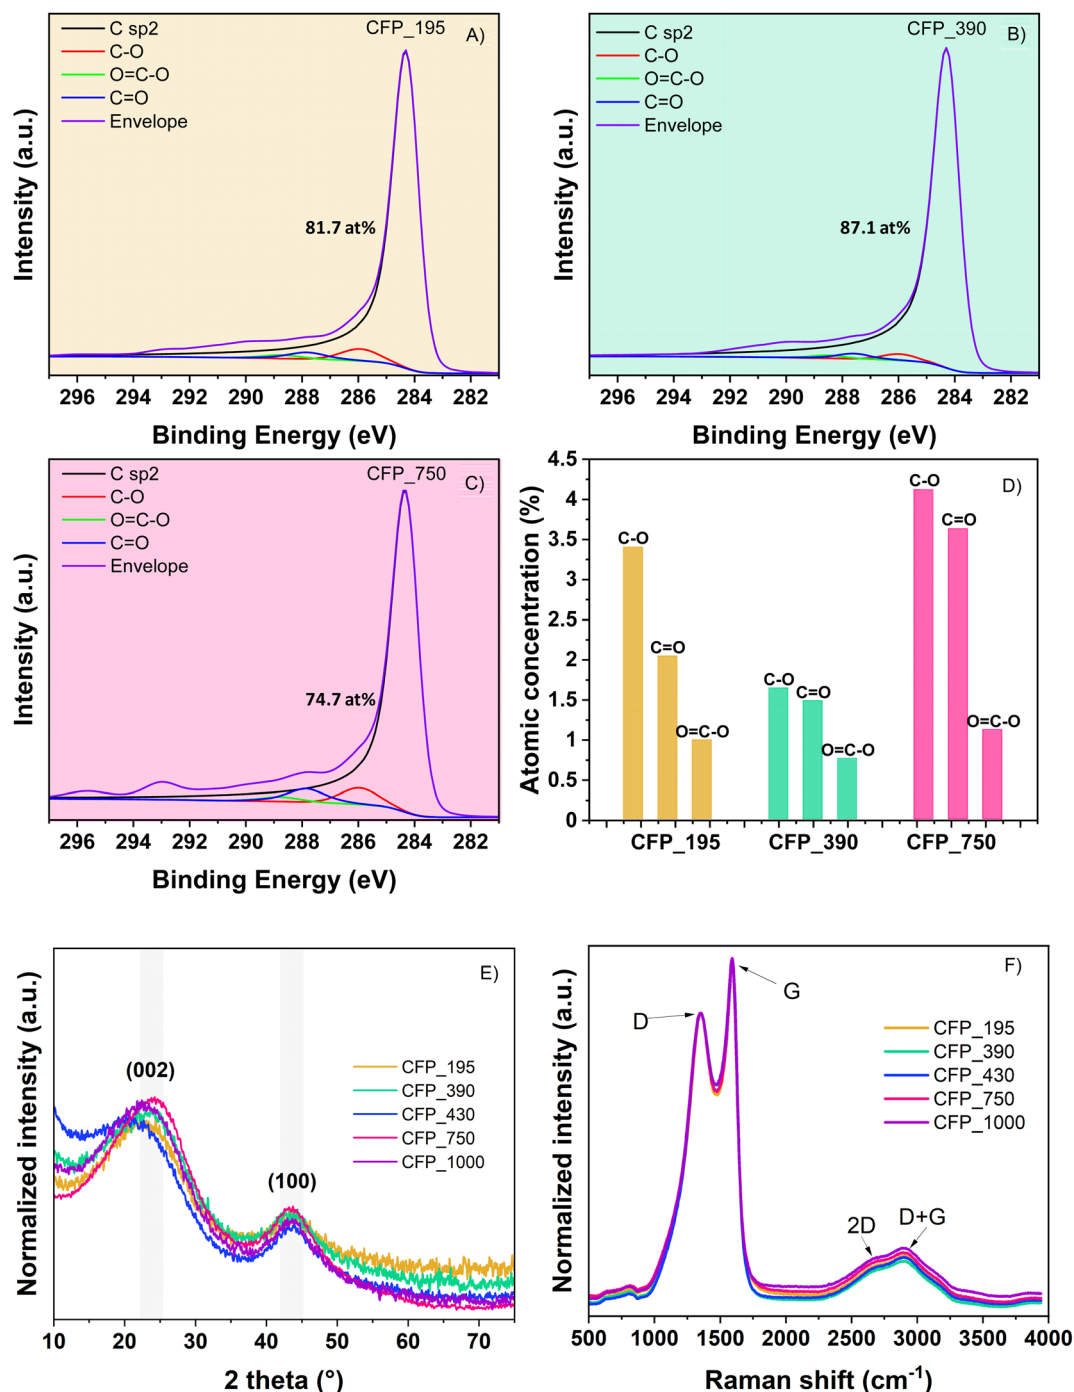 CFP_195
A)
C sp2
C-O
O=C-O
C=O
Envelope
81.7 at%
Intensity (a.u.)
296 294 292 290 288 286 284 282
Binding Energy (eV)
CFP_390
B)
C sp2
C-O
O=C-O
C=O
Envelope
87.1 at%
Intensity (a.u.)
296 294 292 290 288 286 284 282
Binding Energy (eV)
CFP_750
C)
C sp2
C-O
O=C-O
C=O
Envelope
74.7 at%
Intensity (a.u.)
296 294 292 290 288 286 284 282
Binding Energy (eV)
D)
Atomic concentration (%)
4.5
4
3.5
3
2.5
2
1.5
1
0.5
0
C-O
C=O
O=C-O
C-O
C=O
O=C-O
C-O
C=O
O=C-O
CFP_195 CFP_390 CFP_750
E)
(002)
(100)
CFP_195
CFP_390
CFP_430
CFP_750
CFP_1000
Normalized intensity (a.u.)
10 20 30 40 50 60 70
2 theta (°)
F)
D
G
CFP_195
CFP_390
CFP_430
CFP_750
CFP_1000
2D
D+G
Normalized intensity (a.u.)
500 1000 1500 2000 2500 3000 3500 4000
Raman shift (cm⁻¹)